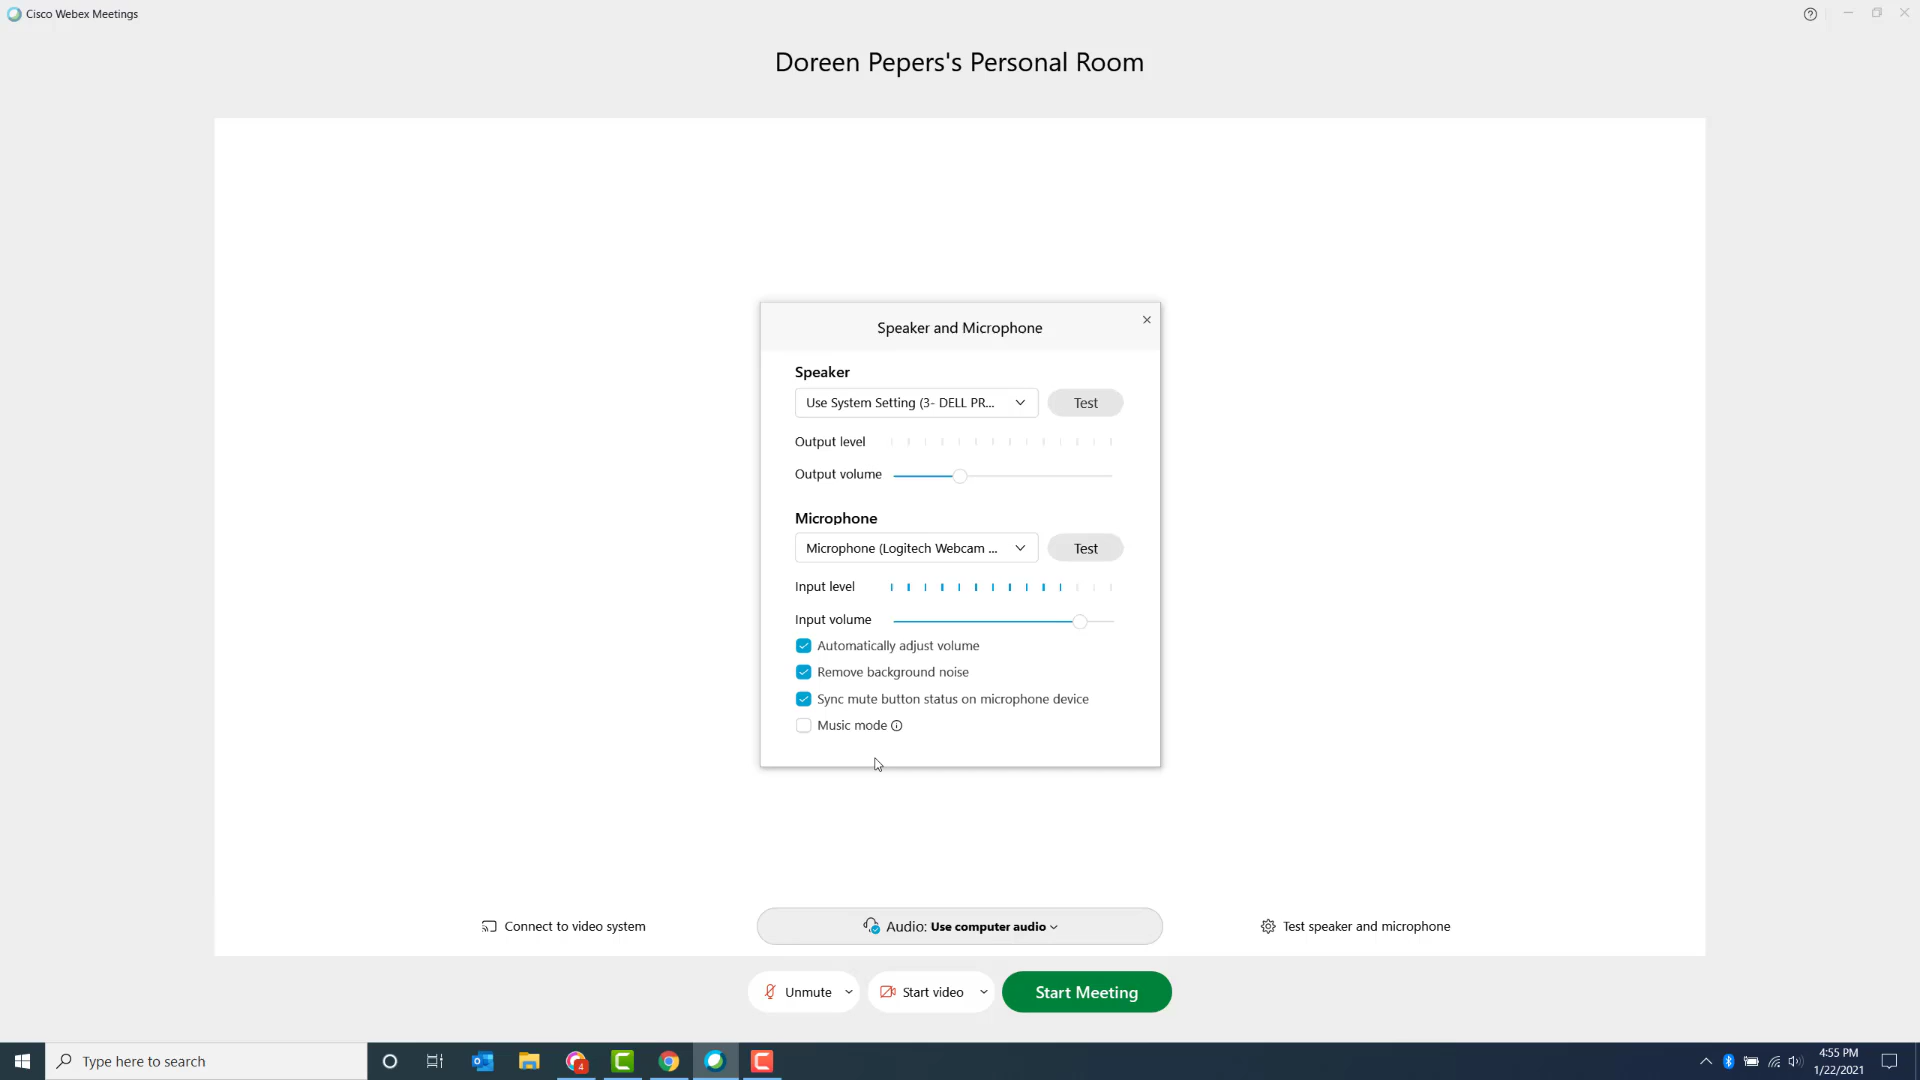 Cisco Webex Meetings
Doreen Pepers's Personal Room
Speaker and Microphone
Speaker
Use System Setting (3- DELL PR...
Test
Output level
Output volume
Microphone
Microphone (Logitech Webcam ...
Test
Input level
Input volume
Automatically adjust volume
Remove background noise
Sync mute button status on microphone device
Music mode
Connect to video system
Audio: Use computer audio
Test speaker and microphone
Unmute
Start video
Start Meeting
Type here to search
4
4:55 PM
1/22/2021